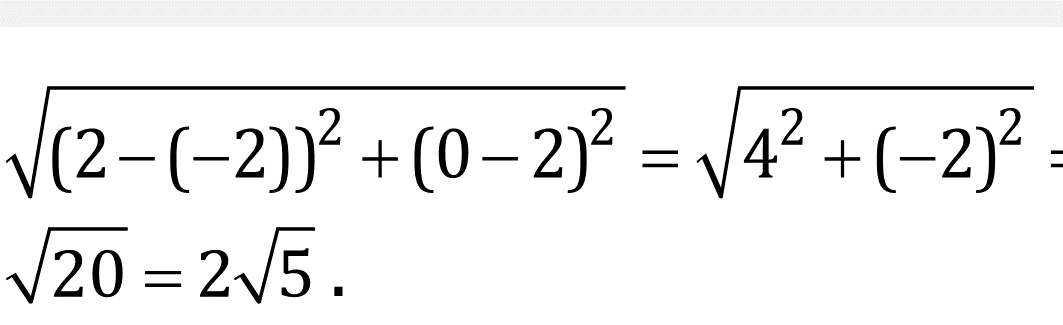 √((2−(−2))² + (0−2)²) = √(4² + (−2)²) =
√20 = 2√5 .